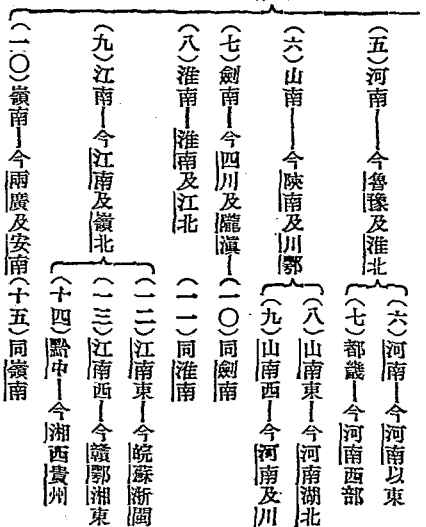 （五）河南——今魯豫及淮北
（六）河南——今河南以東
（七）都畿——今河南西部
（六）山南——今陝南及川鄂
（八）山南東——今河南湖北
（九）山南西——今河南及川
（七）劍南——今四川及隴滇——（一〇）同劍南
（八）淮南——淮南及江北（一一）同淮南
（九）江南——今江南及嶺北
（一二）江南東——今皖蘇浙閩
（一三）江南西——今贛鄂湘東
（十四）黔中——今湘西貴州
（一〇）嶺南——今兩廣及安南（十五）同嶺南